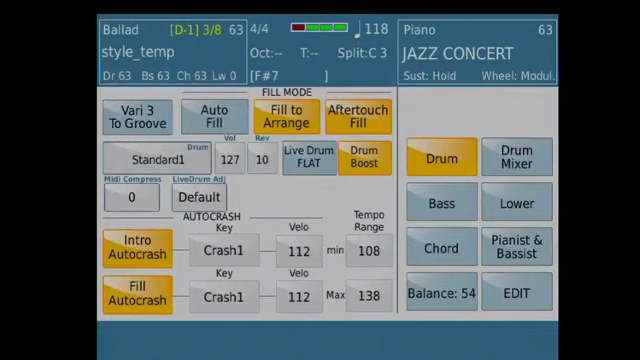 Ballad [D-1] 3/8 63
style_temp
Dr 63 Bs 63 Ch 63 Lw 0
4/4 118
Oct:-- T:-- Split:C 3
[F#7 ]
Piano 63
JAZZ CONCERT
Sust: Hold Wheel: Modul.
FILL MODE
Vari 3
To Groove
Auto
Fill
Fill to
Arrange
Aftertouch
Fill
Drum
Standard1
Vol
127
Rev
10
Live Drum
FLAT
Drum
Boost
Midi Compress
0
LiveDrum Adj
Default
AUTOCRASH
Intro
Autocrash
Key
Crash1
Velo
112
Tempo
Range
min 108
Fill
Autocrash
Key
Crash1
Velo
112
Max 138
Drum
Drum
Mixer
Bass
Lower
Chord
Pianist &
Bassist
Balance: 54
EDIT